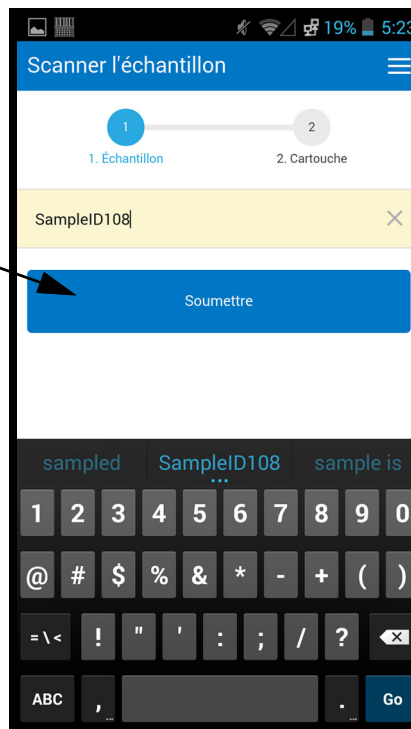 19% 5:23
Scanner l'échantillon
1 2
1. Échantillon 2. Cartouche
SampleID108
Soumettre
sampled SampleID108 sample is
1 2 3 4 5 6 7 8 9 0
@ # $ % & * - + ( )
= \ < ! " ' : ; / ?
ABC , ... . ... Go